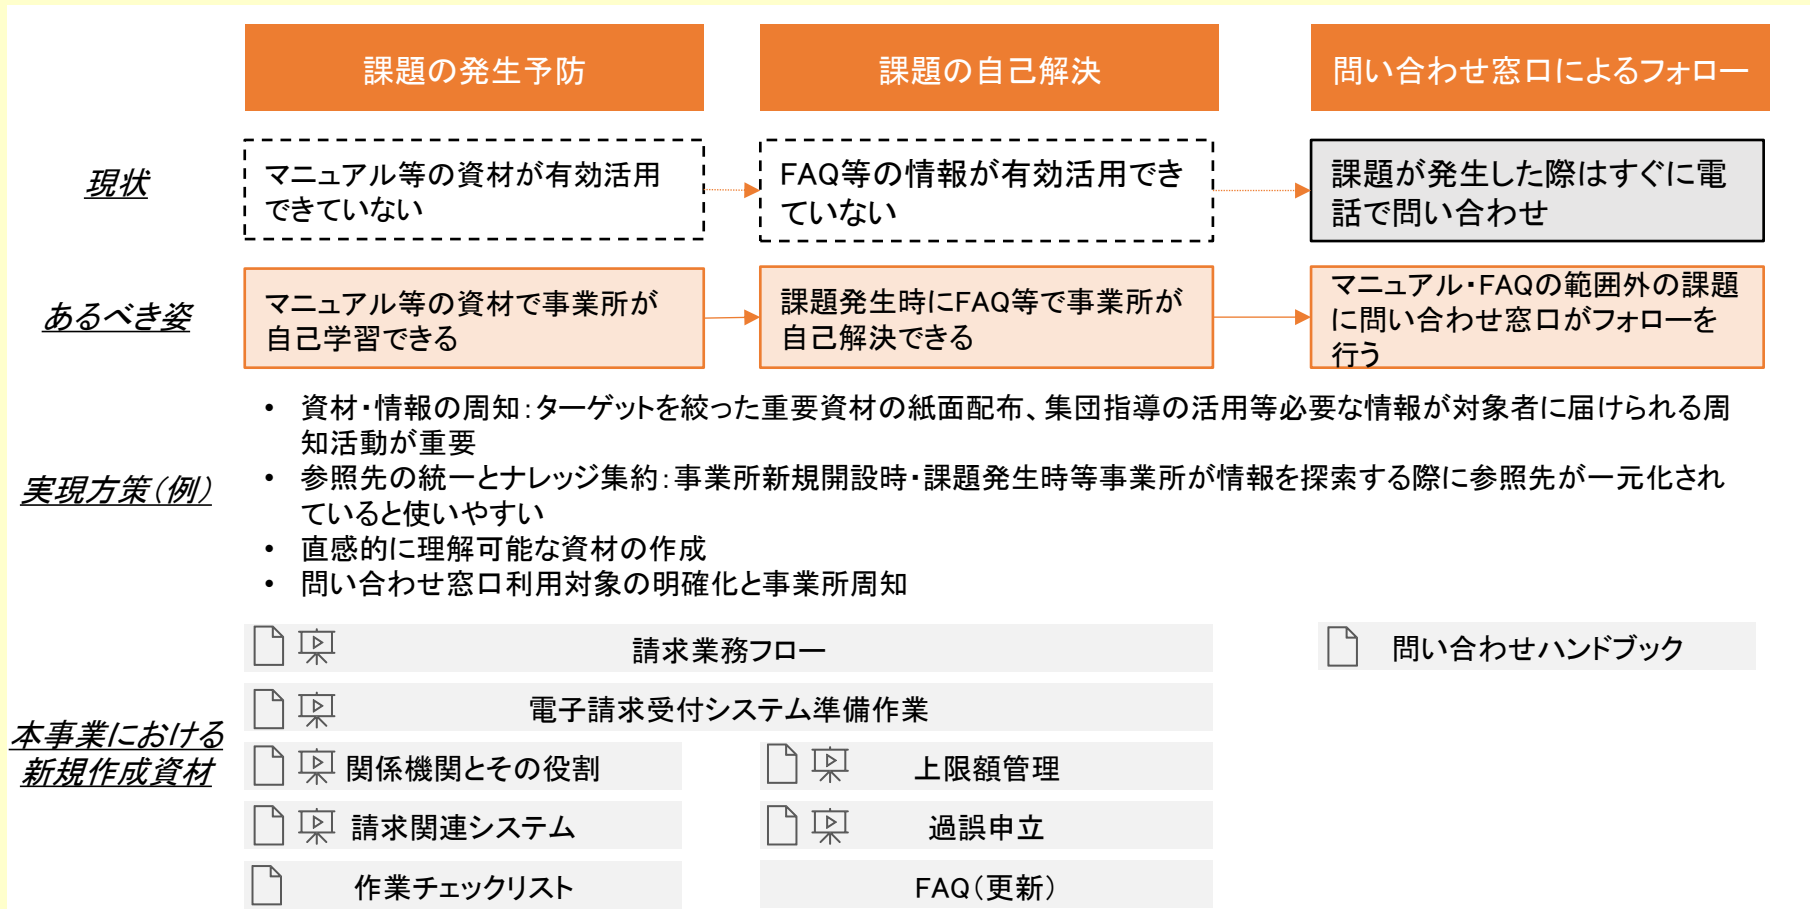 課題の発生予防
課題の自己解決
問い合わせ窓口によるフォロー
現状
マニュアル等の資材が有効活用
できていない
FAQ等の情報が有効活用でき
ていない
課題が発生した際はすぐに電
話で問い合わせ
あるべき姿
マニュアル等の資材で事業所が
自己学習できる
課題発生時にFAQ等で事業所が
自己解決できる
マニュアル・FAQの範囲外の課題
に問い合わせ窓口がフォローを
行う
実現方策（例）
• 資材・情報の周知：ターゲットを絞った重要資材の紙面配布、集団指導の活用等必要な情報が対象者に届けられる周
知活動が重要
• 参照先の統一とナレッジ集約：事業所新規開設時・課題発生時等事業所が情報を探索する際に参照先が一元化され
ていると使いやすい
• 直感的に理解可能な資材の作成
• 問い合わせ窓口利用対象の明確化と事業所周知
本事業における
新規作成資材
請求業務フロー
問い合わせハンドブック
電子請求受付システム準備作業
関係機関とその役割
上限額管理
請求関連システム
過誤申立
作業チェックリスト
FAQ（更新）